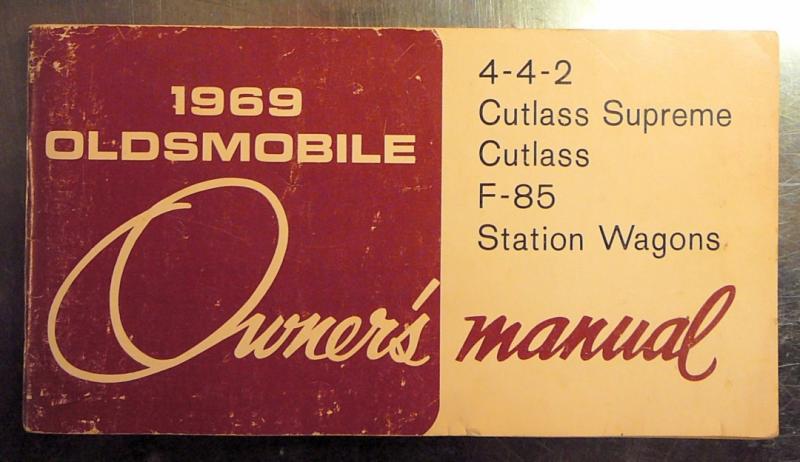 1969
OLDSMOBILE
Owner's manual
4-4-2
Cutlass Supreme
Cutlass
F-85
Station Wagons